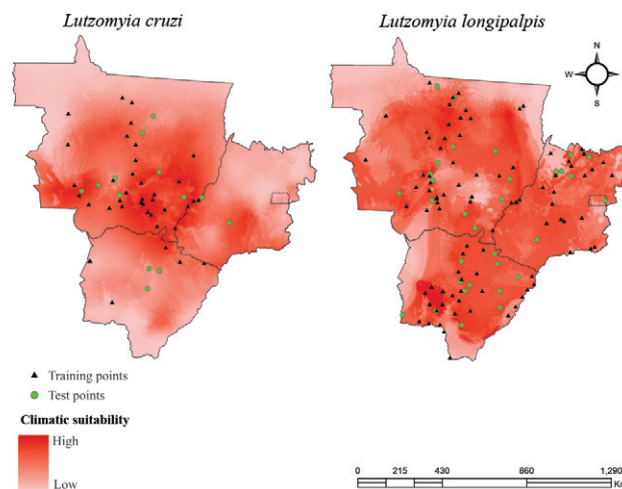 Lutzomyia cruzi
Lutzomyia longipalpis
N
W
E
S
Training points
Test points
Climatic suitability
High
Low
0 215 430 860 1,290